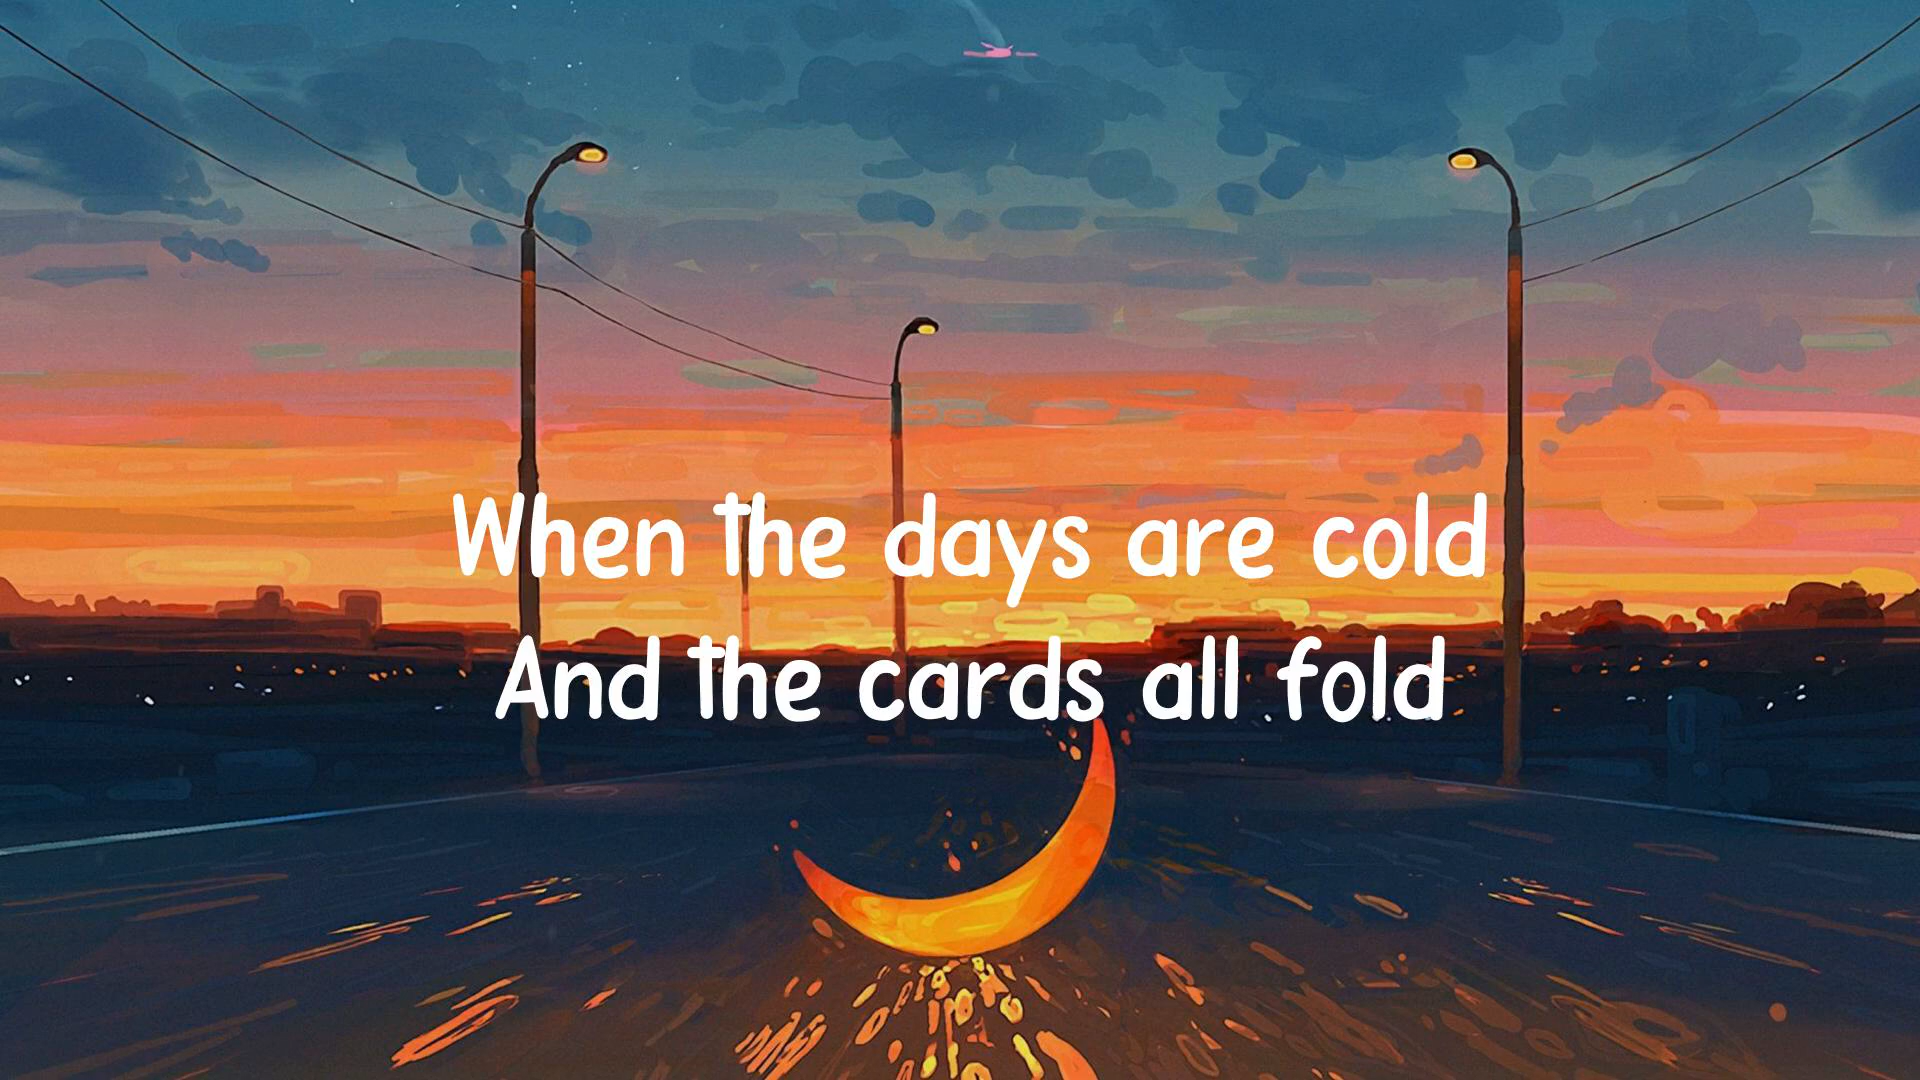 When the days are cold
And the cards all fold